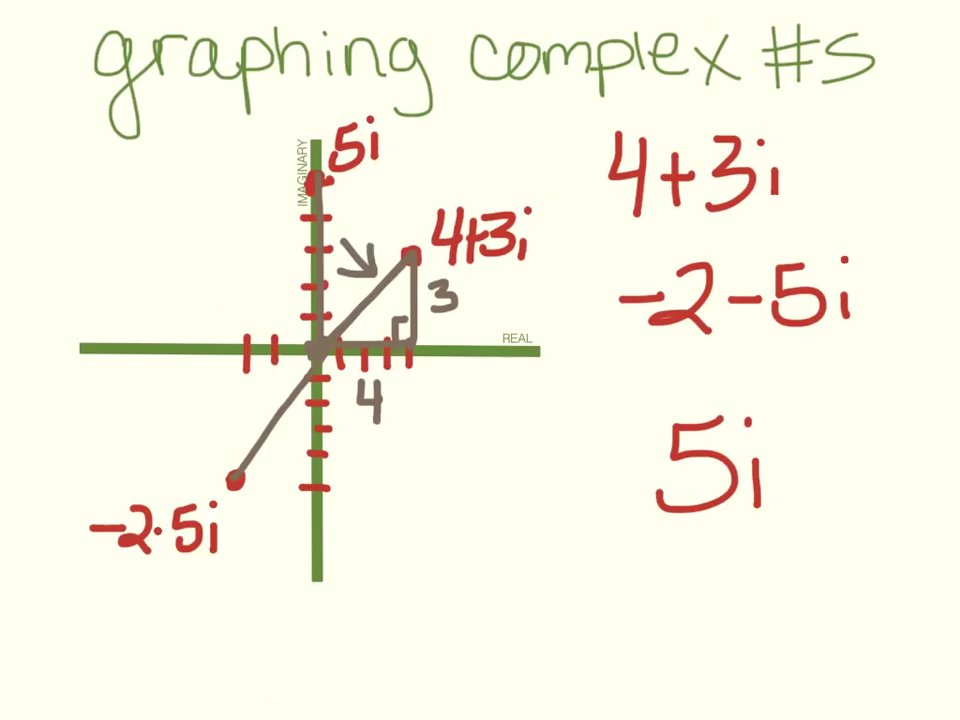 graphing complex #s
IMAGINARY
5i
4+3i
3
REAL
4
-2·5i
4+3i
-2-5i
5i